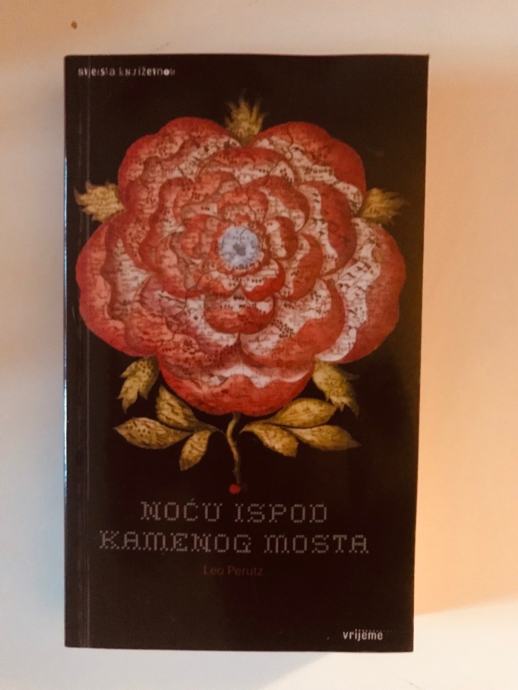 svjetska književnost
NOĆU ISPOD
KAMENOG MOSTA
Leo Perutz
vrijeme